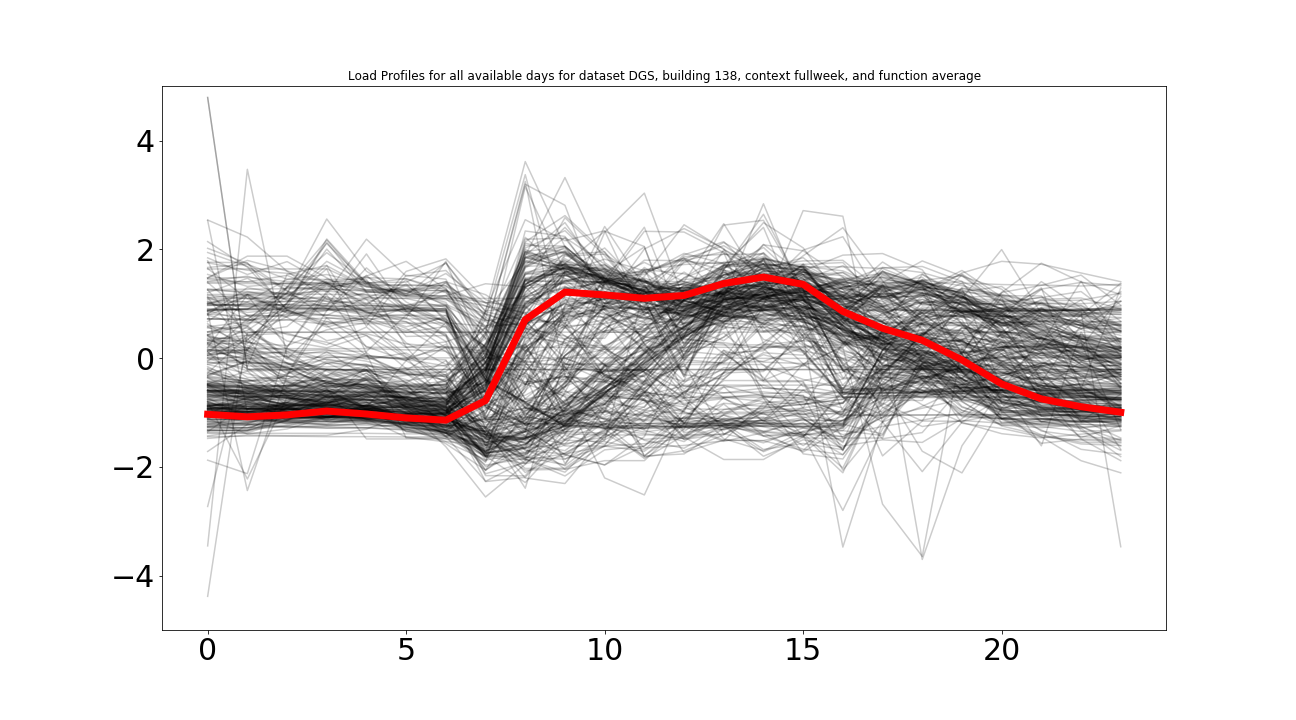 Load Profiles for all available days for dataset DGS, building 138, context fullweek, and function average
4
2
0
−2
−4
0 5 10 15 20